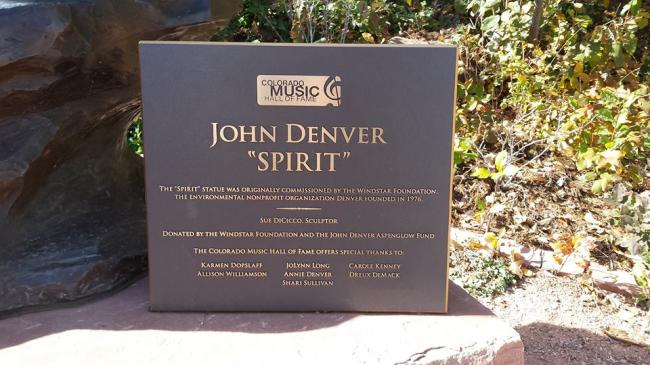 COLORADO
MUSIC
HALL OF FAME
JOHN DENVER
"SPIRIT"
THE "SPIRIT" STATUE WAS ORIGINALLY COMMISSIONED BY THE WINDSTAR FOUNDATION,
THE ENVIRONMENTAL NONPROFIT ORGANIZATION DENVER FOUNDED IN 1976.
SUE DICICCO, SCULPTOR
DONATED BY THE WINDSTAR FOUNDATION AND THE JOHN DENVER ASPENGLOW FUND
THE COLORADO MUSIC HALL OF FAME OFFERS SPECIAL THANKS TO:
KARMEN DOPSLAFF JOLYNN LONG CAROLE KENNEY
ALLISON WILLIAMSON ANNIE DENVER DREUX DEMACK
SHARI SULLIVAN